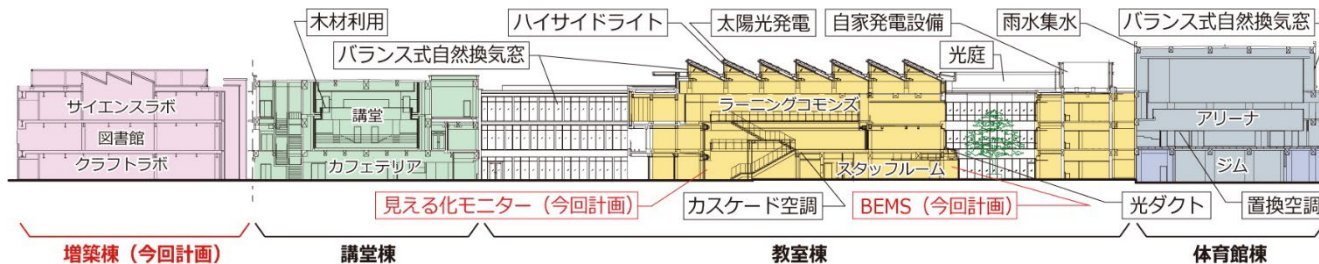 木材利用
ハイサイドライト
太陽光発電
自家発電設備
雨水集水
バランス式自然換気窓
バランス式自然換気窓
光庭
サイエンスラボ
図書館
クラフトラボ
講堂
カフェテリア
ラーニングコモンズ
スタッフルーム
アリーナ
ジム
見える化モニター（今回計画）
カスケード空調
BEMS（今回計画）
光ダクト
置換空調
増築棟（今回計画）
講堂棟
教室棟
体育館棟